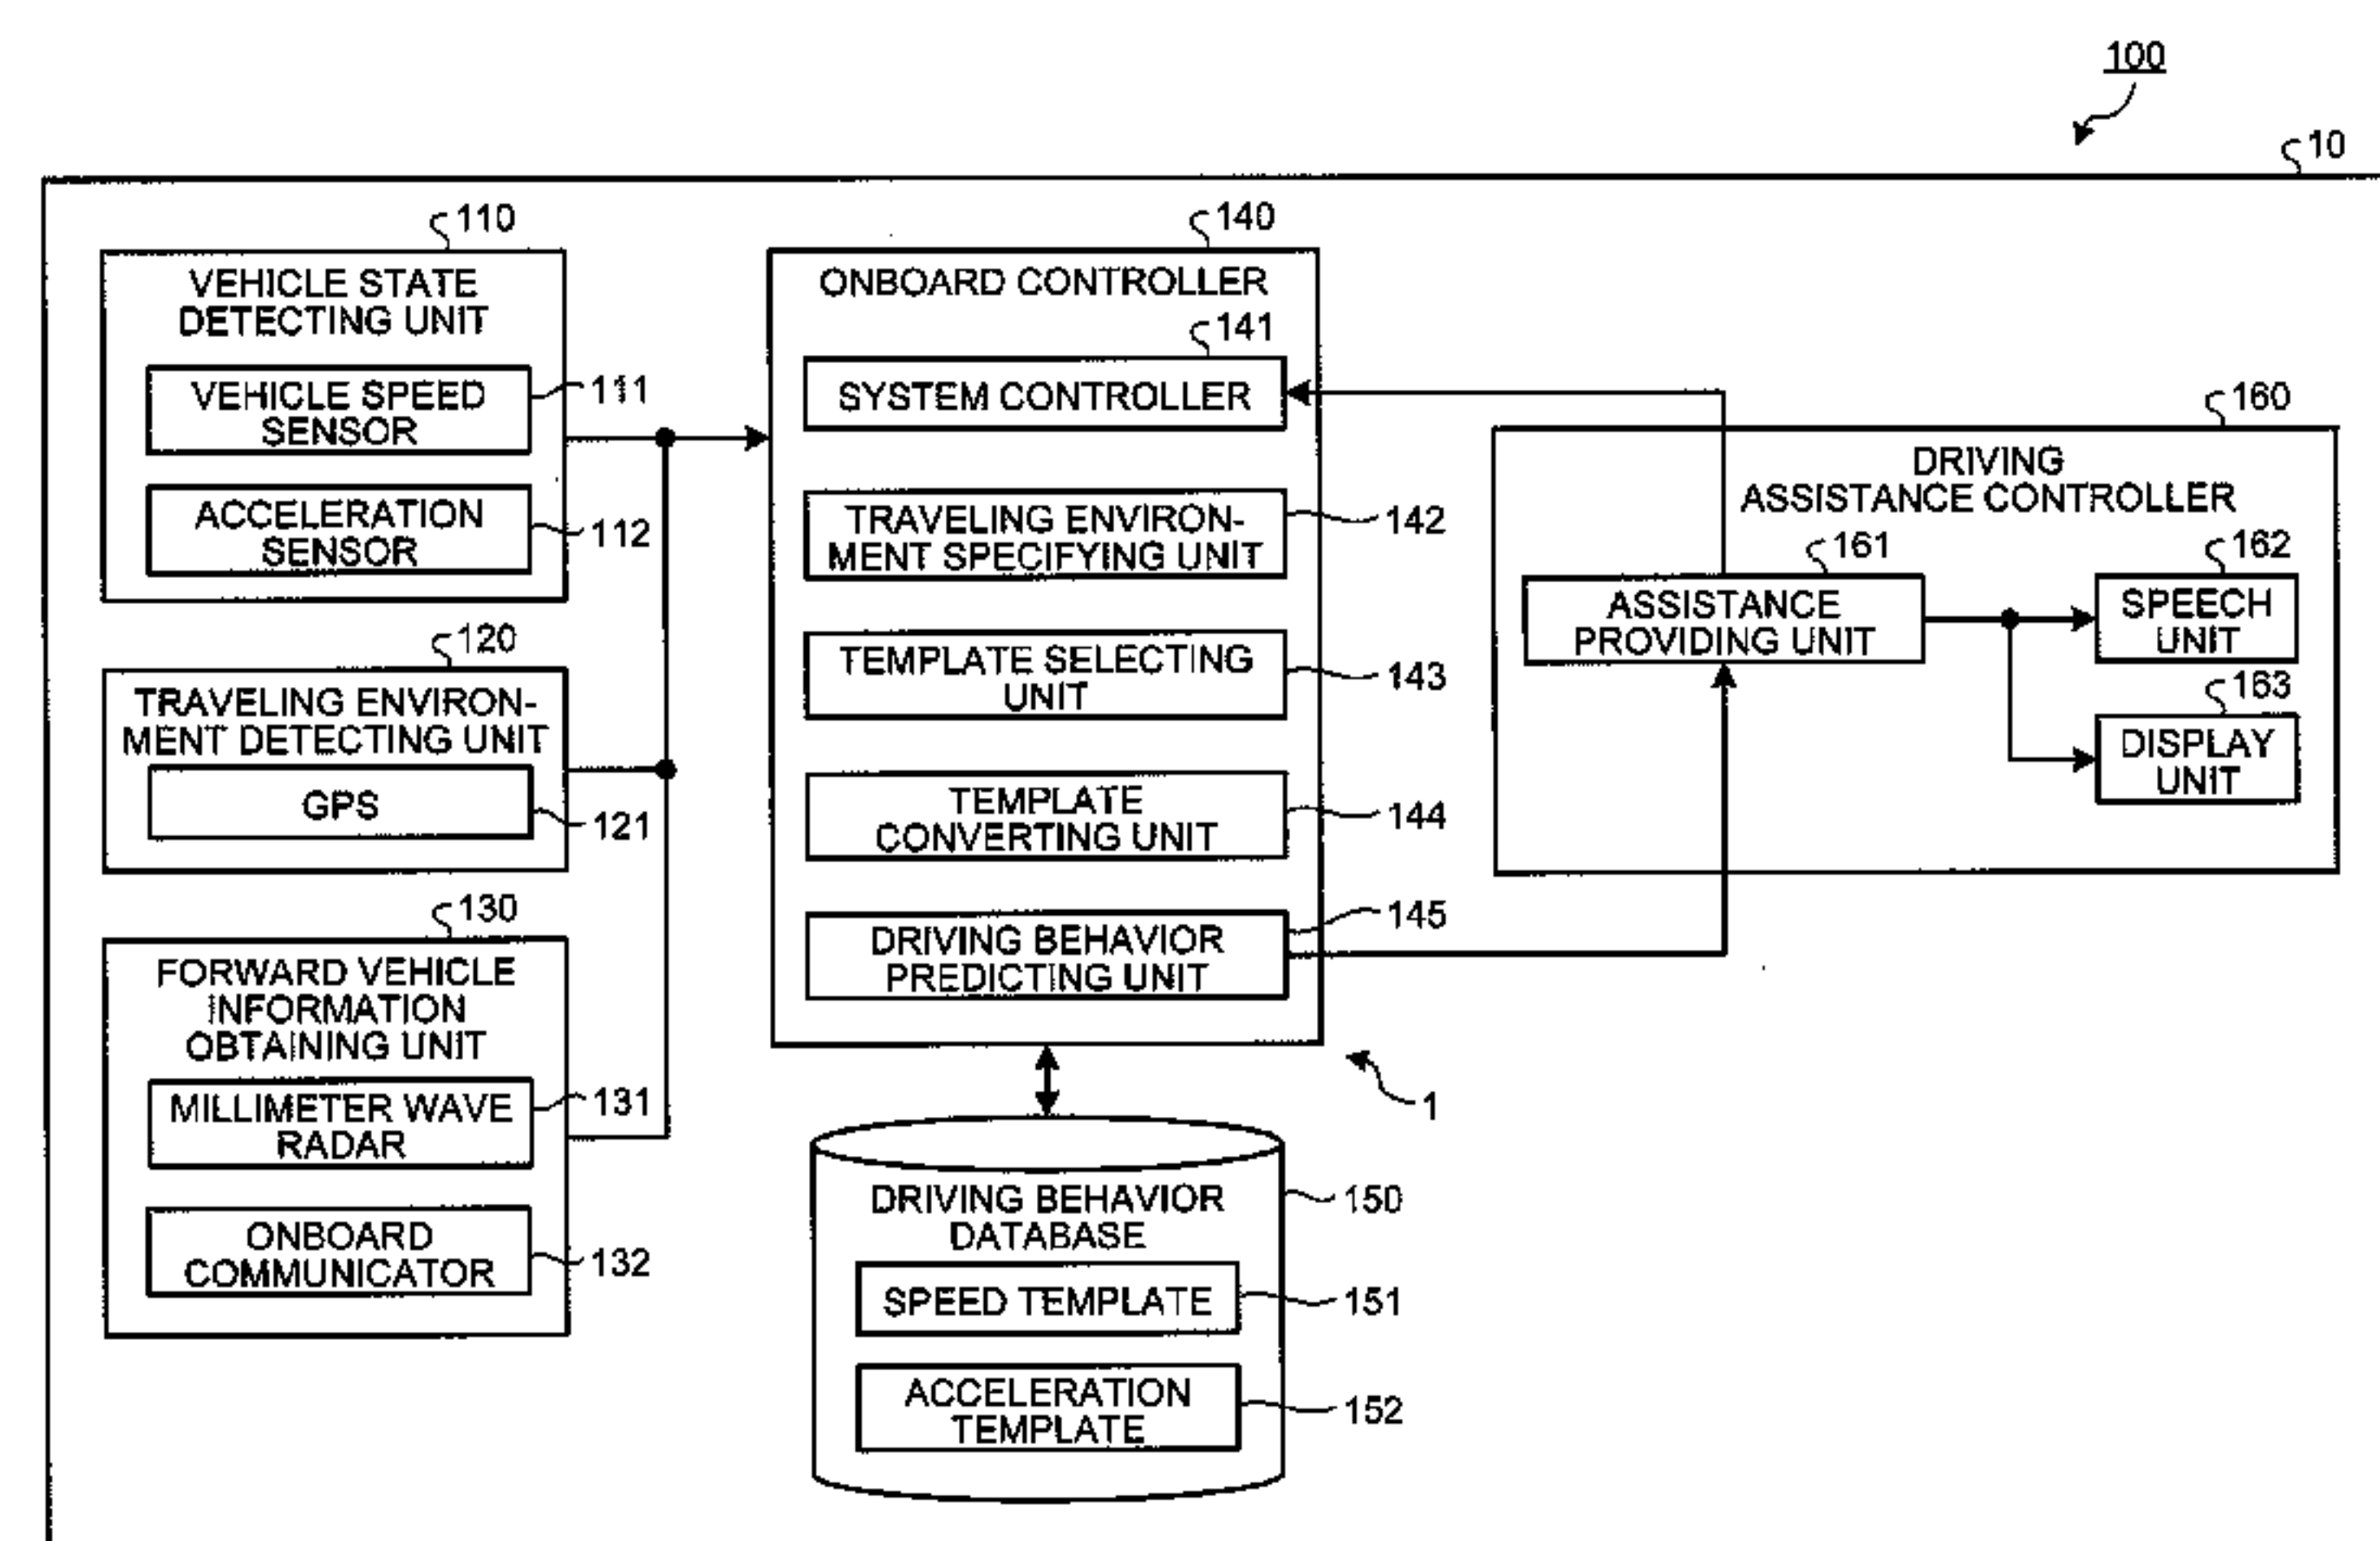 100
10
110
VEHICLE STATE
DETECTING UNIT
VEHICLE SPEED
SENSOR
111
ACCELERATION
SENSOR
112
120
TRAVELING ENVIRON-
MENT DETECTING UNIT
GPS
121
130
FORWARD VEHICLE
INFORMATION
OBTAINING UNIT
MILLIMETER WAVE
RADAR
131
ONBOARD
COMMUNICATOR
132
140
ONBOARD CONTROLLER
141
SYSTEM CONTROLLER
TRAVELING ENVIRON-
MENT SPECIFYING UNIT
142
TEMPLATE SELECTING
UNIT
143
TEMPLATE
CONVERTING UNIT
144
DRIVING BEHAVIOR
PREDICTING UNIT
145
1
DRIVING BEHAVIOR
DATABASE
150
SPEED TEMPLATE
151
ACCELERATION
TEMPLATE
152
160
DRIVING
ASSISTANCE CONTROLLER
161
ASSISTANCE
PROVIDING UNIT
162
SPEECH
UNIT
163
DISPLAY
UNIT